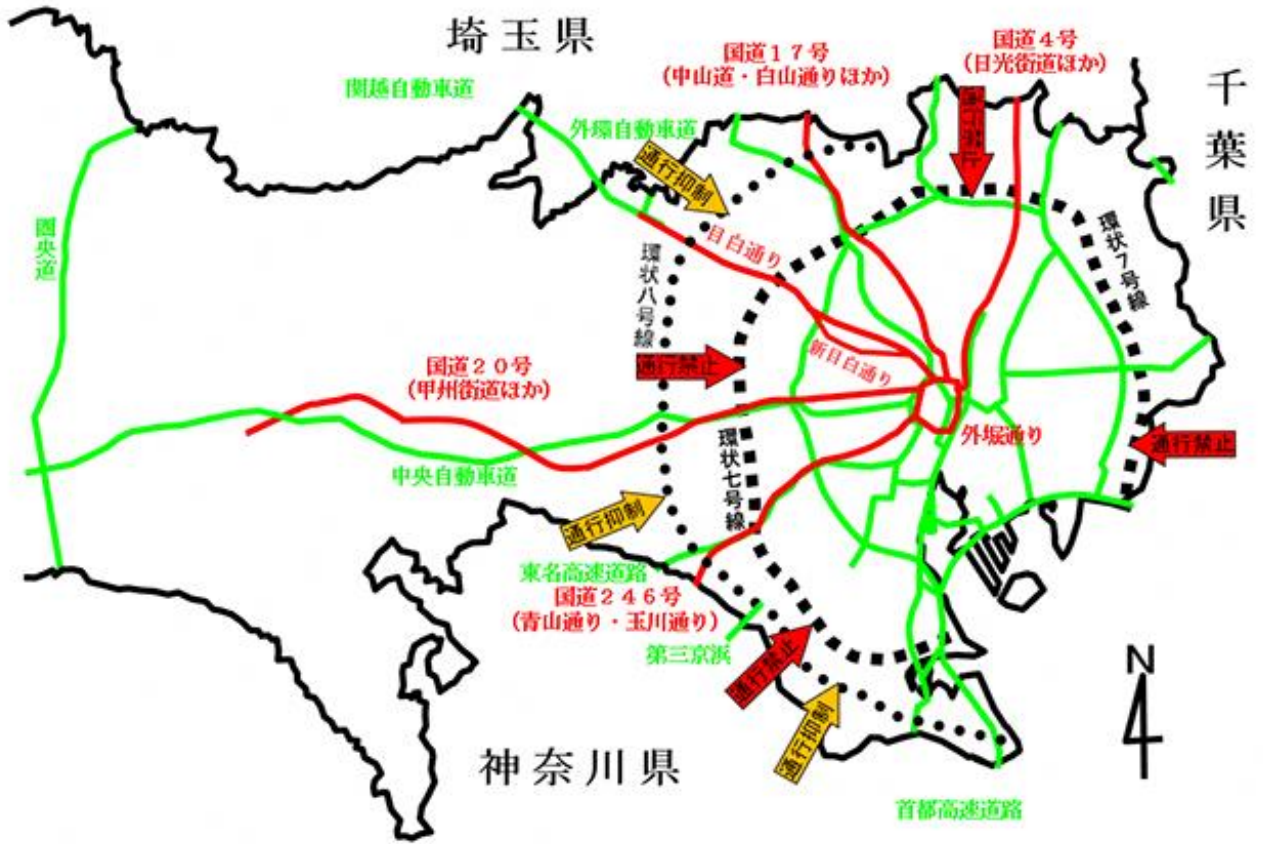 埼玉県
国道17号
(中山道・白山通りほか)
国道4号
(日光街道ほか)
千葉県
関越自動車道
外環自動車道
通行抑制
通行禁止
圏央道
目白通り
環状八号線
環状7号線
通行禁止
新目白通り
国道20号
(甲州街道ほか)
外堀通り
通行禁止
中央自動車道
環状七号線
通行抑制
東名高速道路
国道246号
(青山通り・玉川通り)
第三京浜
通行禁止
通行抑制
N
神奈川県
首都高速道路